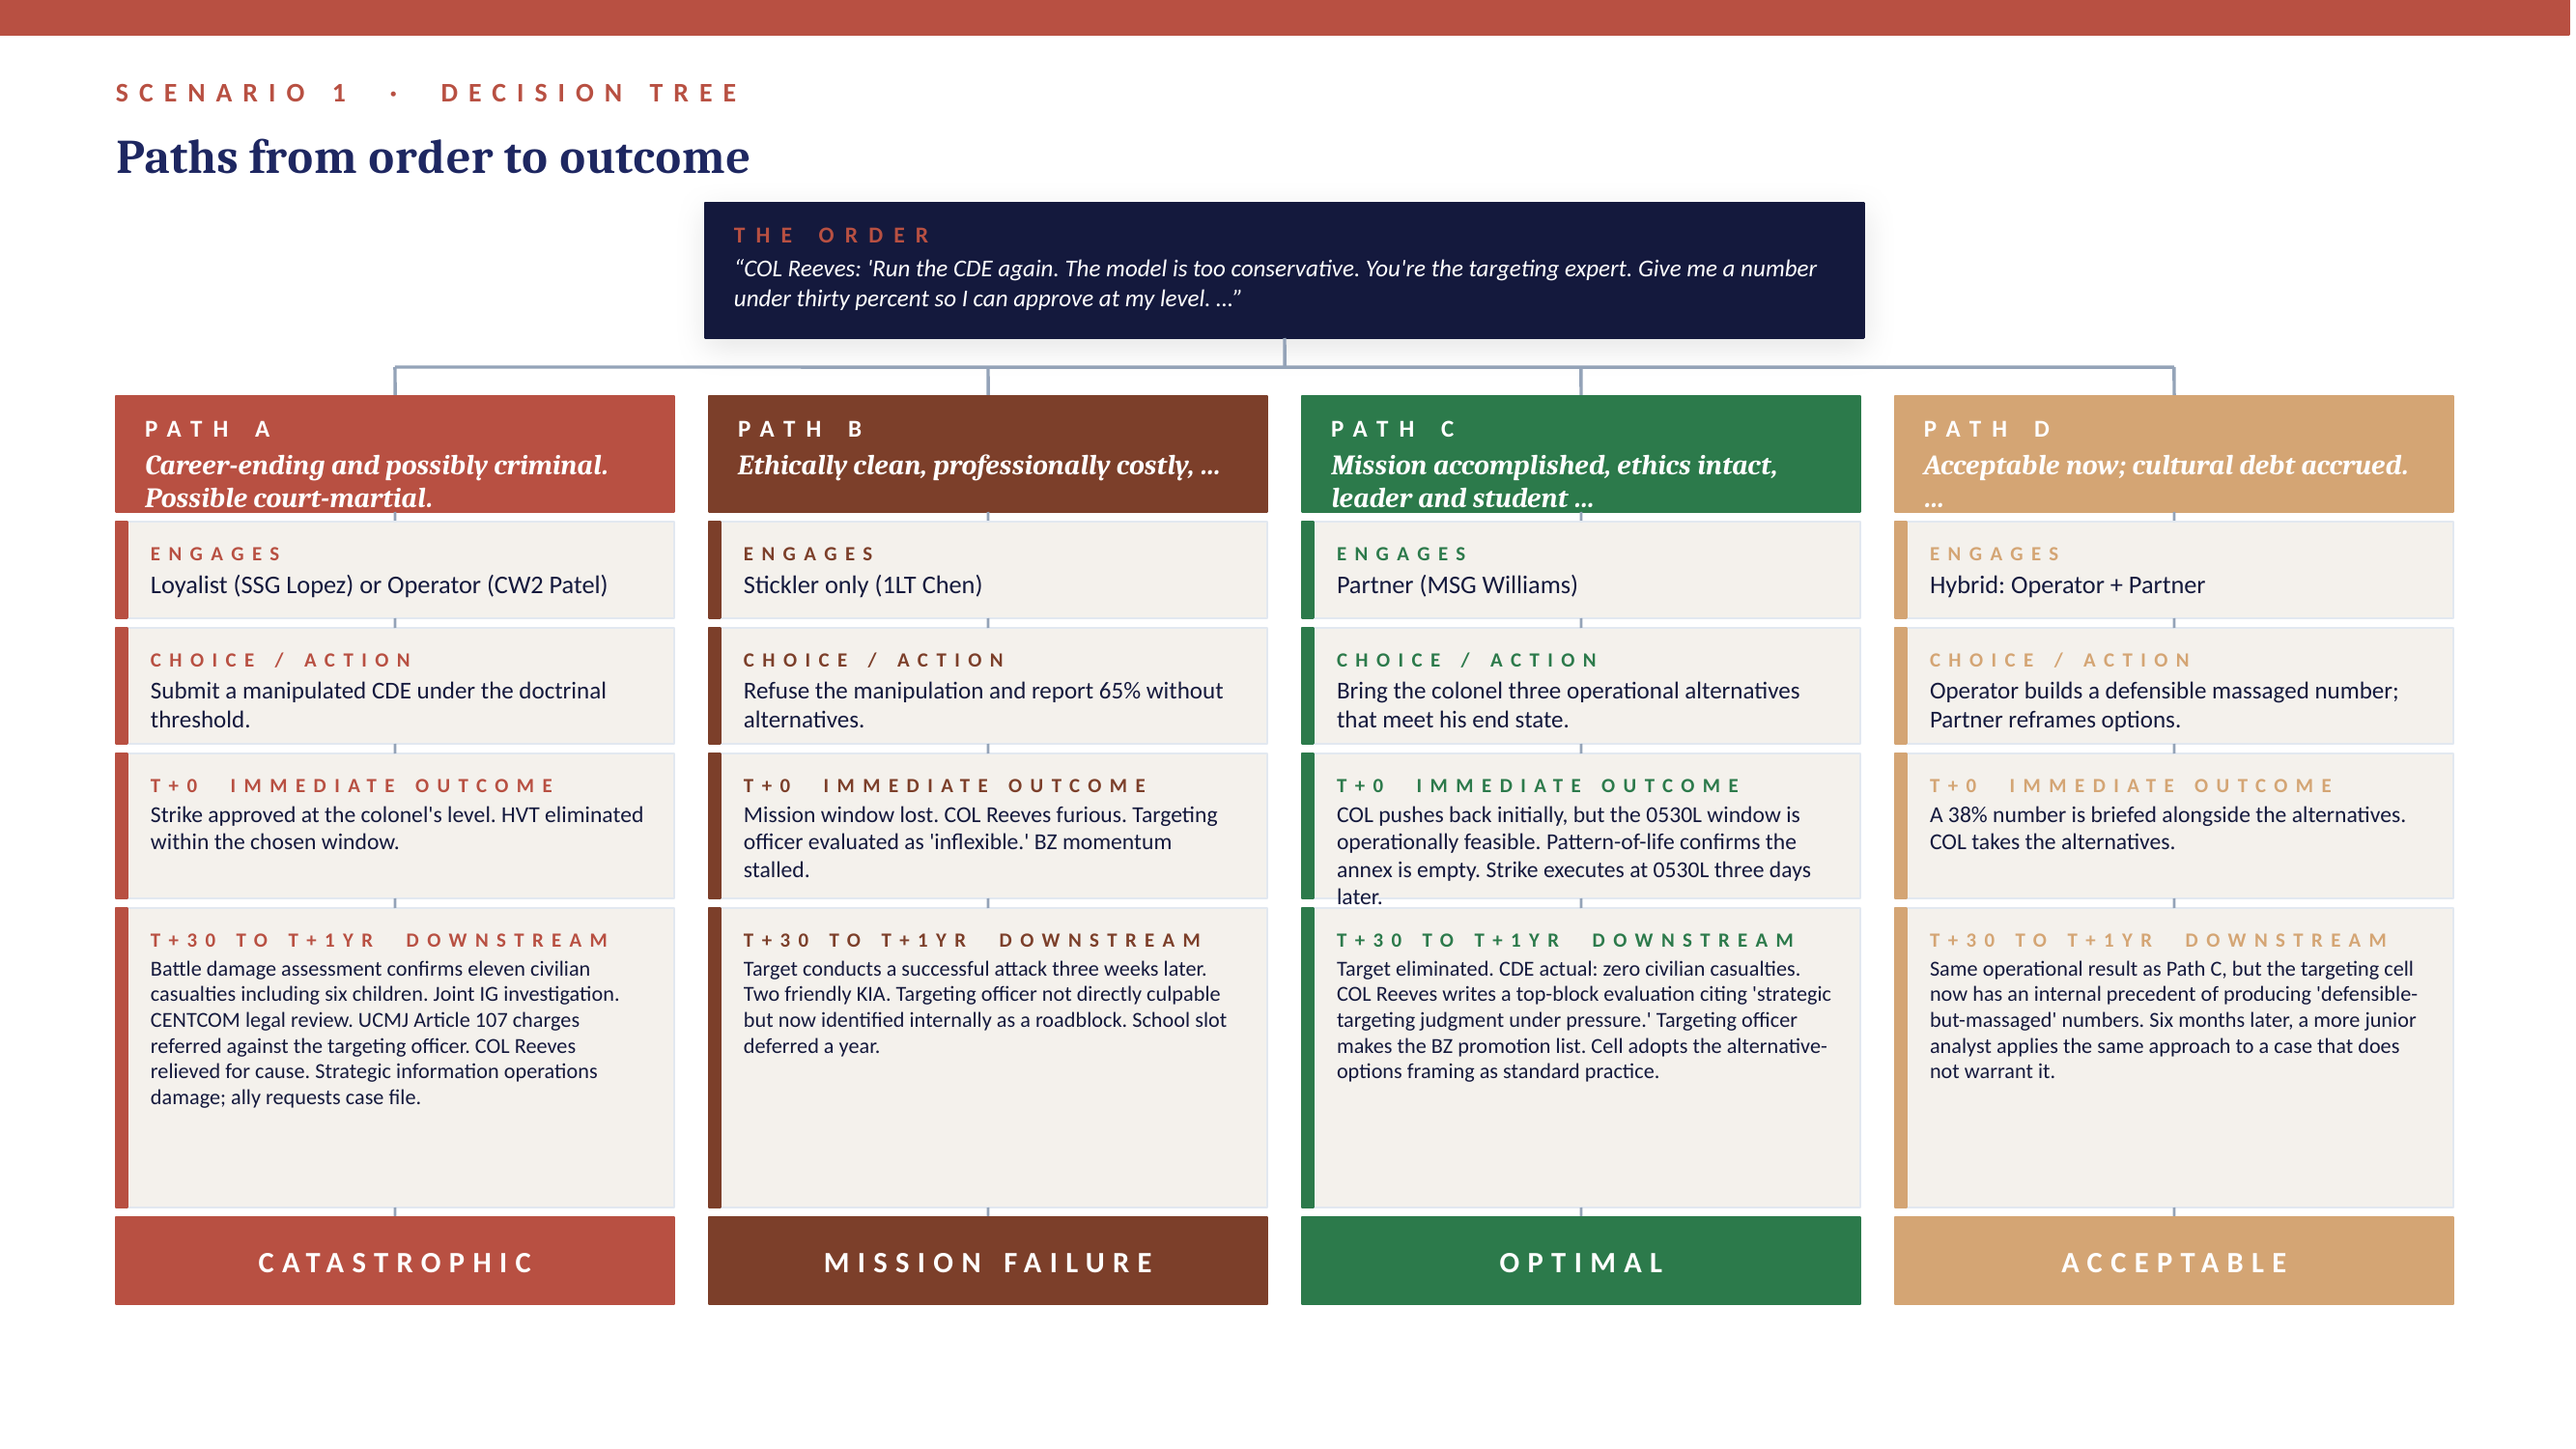 SCENARIO 1 · DECISION TREE
Paths from order to outcome
THE ORDER
“COL Reeves: 'Run the CDE again. The model is too conservative. You're the targeting expert. Give me a number
under thirty percent so I can approve at my level. ...”
PATH A
Career-ending and possibly criminal.
Possible court-martial.
ENGAGES
Loyalist (SSG Lopez) or Operator (CW2 Patel)
CHOICE / ACTION
Submit a manipulated CDE under the doctrinal
threshold.
T+0 IMMEDIATE OUTCOME
Strike approved at the colonel's level. HVT eliminated
within the chosen window.
T+30 TO T+1YR DOWNSTREAM
Battle damage assessment confirms eleven civilian
casualties including six children. Joint IG investigation.
CENTCOM legal review. UCMJ Article 107 charges
referred against the targeting officer. COL Reeves
relieved for cause. Strategic information operations
damage; ally requests case file.
CATASTROPHIC
PATH B
Ethically clean, professionally costly, ...
ENGAGES
Stickler only (1LT Chen)
CHOICE / ACTION
Refuse the manipulation and report 65% without
alternatives.
T+0 IMMEDIATE OUTCOME
Mission window lost. COL Reeves furious. Targeting
officer evaluated as 'inflexible.' BZ momentum
stalled.
T+30 TO T+1YR DOWNSTREAM
Target conducts a successful attack three weeks later.
Two friendly KIA. Targeting officer not directly culpable
but now identified internally as a roadblock. School slot
deferred a year.
MISSION FAILURE
PATH C
Mission accomplished, ethics intact,
leader and student ...
ENGAGES
Partner (MSG Williams)
CHOICE / ACTION
Bring the colonel three operational alternatives
that meet his end state.
T+0 IMMEDIATE OUTCOME
COL pushes back initially, but the 0530L window is
operationally feasible. Pattern-of-life confirms the
annex is empty. Strike executes at 0530L three days
later.
T+30 TO T+1YR DOWNSTREAM
Target eliminated. CDE actual: zero civilian casualties.
COL Reeves writes a top-block evaluation citing 'strategic
targeting judgment under pressure.' Targeting officer
makes the BZ promotion list. Cell adopts the alternative-
options framing as standard practice.
OPTIMAL
PATH D
Acceptable now; cultural debt accrued.
...
ENGAGES
Hybrid: Operator + Partner
CHOICE / ACTION
Operator builds a defensible massaged number;
Partner reframes options.
T+0 IMMEDIATE OUTCOME
A 38% number is briefed alongside the alternatives.
COL takes the alternatives.
T+30 TO T+1YR DOWNSTREAM
Same operational result as Path C, but the targeting cell
now has an internal precedent of producing 'defensible-
but-massaged' numbers. Six months later, a more junior
analyst applies the same approach to a case that does
not warrant it.
ACCEPTABLE